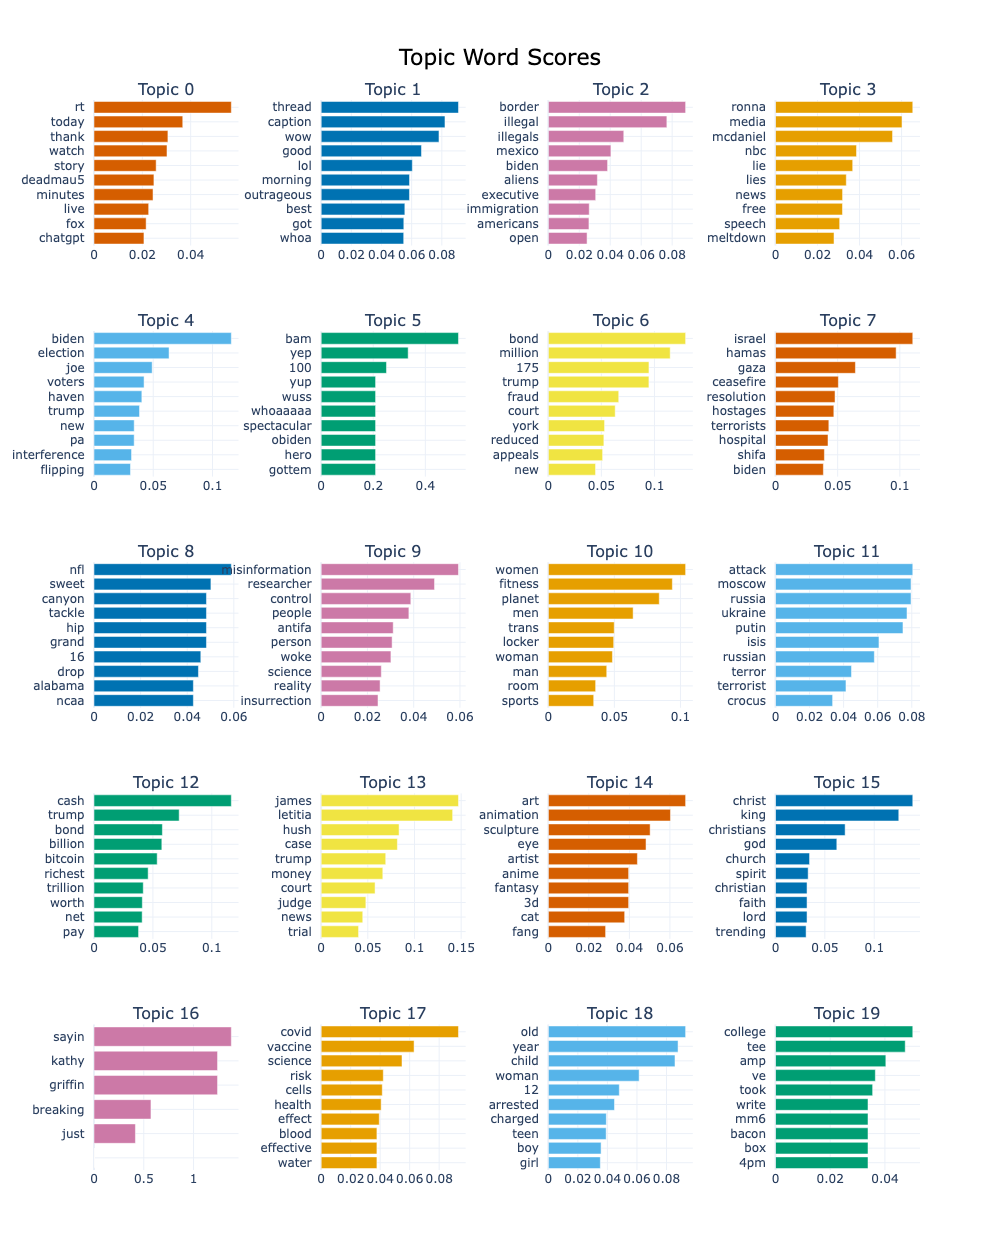 Topic Word Scores
Topic 0
rt
today
thank
watch
story
deadmau5
minutes
live
fox
chatgpt
0 0.02 0.04
Topic 1
thread
caption
wow
good
lol
morning
outrageous
best
got
whoa
0 0.02 0.04 0.06 0.08
Topic 2
border
illegal
illegals
mexico
biden
aliens
executive
immigration
americans
open
0 0.02 0.04 0.06 0.08
Topic 3
ronna
media
mcdaniel
nbc
lie
lies
news
free
speech
meltdown
0 0.02 0.04 0.06
Topic 4
biden
election
joe
voters
haven
trump
new
pa
interference
flipping
0 0.05 0.1
Topic 5
bam
yep
100
yup
wuss
whoaaaaa
spectacular
obiden
hero
gottem
0 0.2 0.4
Topic 6
bond
million
175
trump
fraud
court
york
reduced
appeals
new
0 0.05 0.1
Topic 7
israel
hamas
gaza
ceasefire
resolution
hostages
terrorists
hospital
shifa
biden
0 0.05 0.1
Topic 8
nfl
sweet
canyon
tackle
hip
grand
16
drop
alabama
ncaa
0 0.02 0.04 0.06
Topic 9
misinformation
researcher
control
people
antifa
person
woke
science
reality
insurrection
0 0.02 0.04 0.06
Topic 10
women
fitness
planet
men
trans
locker
woman
man
room
sports
0 0.05 0.1
Topic 11
attack
moscow
russia
ukraine
putin
isis
russian
terror
terrorist
crocus
0 0.02 0.04 0.06 0.08
Topic 12
cash
trump
bond
billion
bitcoin
richest
trillion
worth
net
pay
0 0.05 0.1
Topic 13
james
letitia
hush
case
trump
money
court
judge
news
trial
0 0.05 0.1 0.15
Topic 14
art
animation
sculpture
eye
artist
anime
fantasy
3d
cat
fang
0 0.02 0.04 0.06
Topic 15
christ
king
christians
god
church
spirit
christian
faith
lord
trending
0 0.05 0.1
Topic 16
sayin
kathy
griffin
breaking
just
0 0.5 1
Topic 17
covid
vaccine
science
risk
cells
health
effect
blood
effective
water
0 0.02 0.04 0.06 0.08
Topic 18
old
year
child
woman
12
arrested
charged
teen
boy
girl
0 0.02 0.04 0.06 0.08
Topic 19
college
tee
amp
ve
took
write
mm6
bacon
box
4pm
0 0.02 0.04